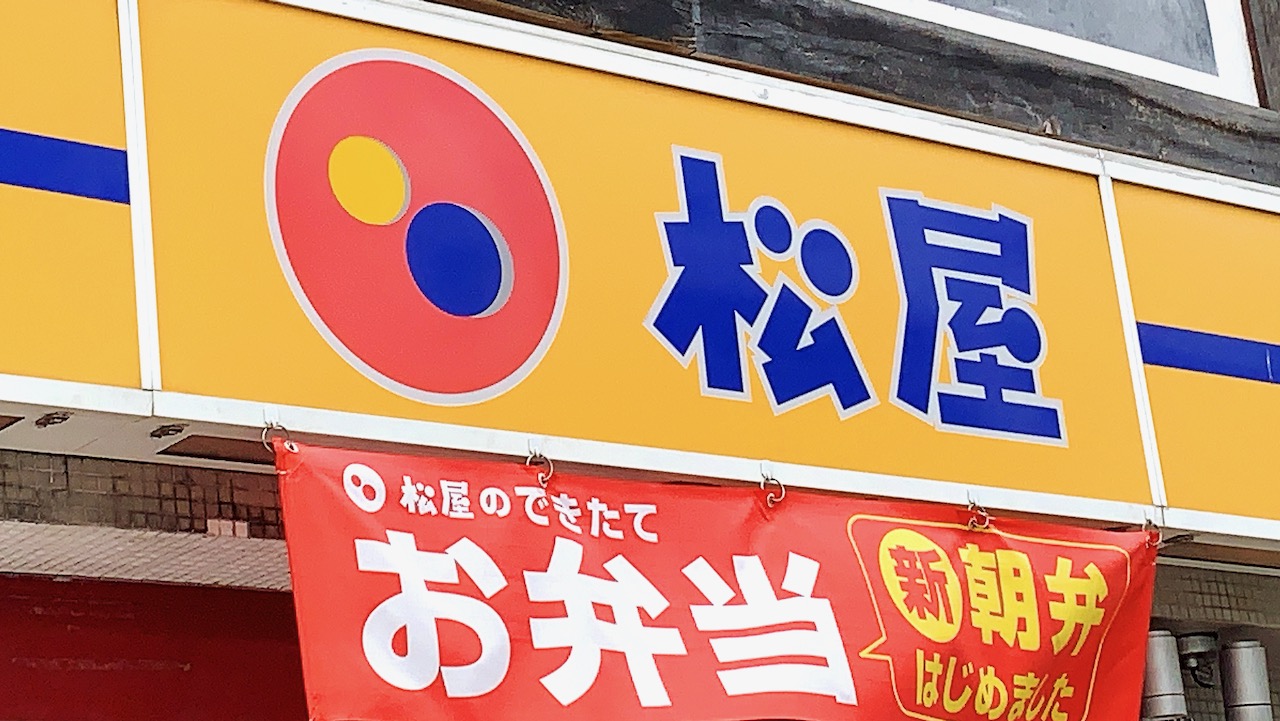 松屋
松屋のできたて
お弁当
新朝弁
はじめました